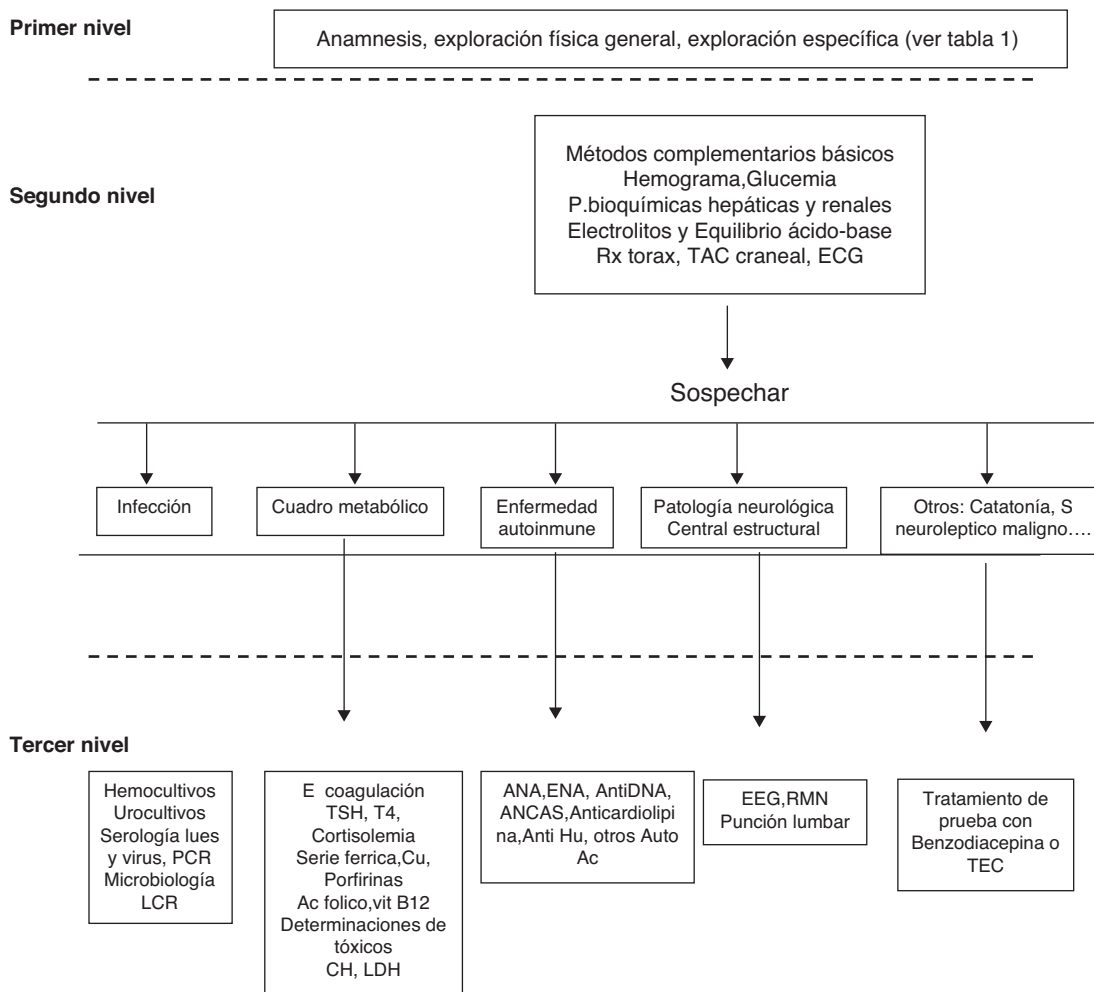 Primer nivel
Anamnesis, exploración física general, exploración específica (ver tabla 1)
Segundo nivel
Métodos complementarios básicos
Hemograma,Glucemia
P.bioquímicas hepáticas y renales
Electrolitos y Equilibrio ácido-base
Rx torax, TAC craneal, ECG
Sospechar
Infección
Cuadro metabólico
Enfermedad
autoinmune
Patología neurológica
Central estructural
Otros: Catatonía, S
neuroleptico maligno….
Tercer nivel
Hemocultivos
Urocultivos
Serología lues
y virus, PCR
Microbiología
LCR
E coagulación
TSH, T4,
Cortisolemia
Serie ferrica,Cu,
Porfirinas
Ac folico,vit B12
Determinaciones de
tóxicos
CH, LDH
ANA,ENA, AntiDNA,
ANCAS,Anticardiolipi
na,Anti Hu, otros Auto
Ac
EEG,RMN
Punción lumbar
Tratamiento de
prueba con
Benzodiacepina o
TEC